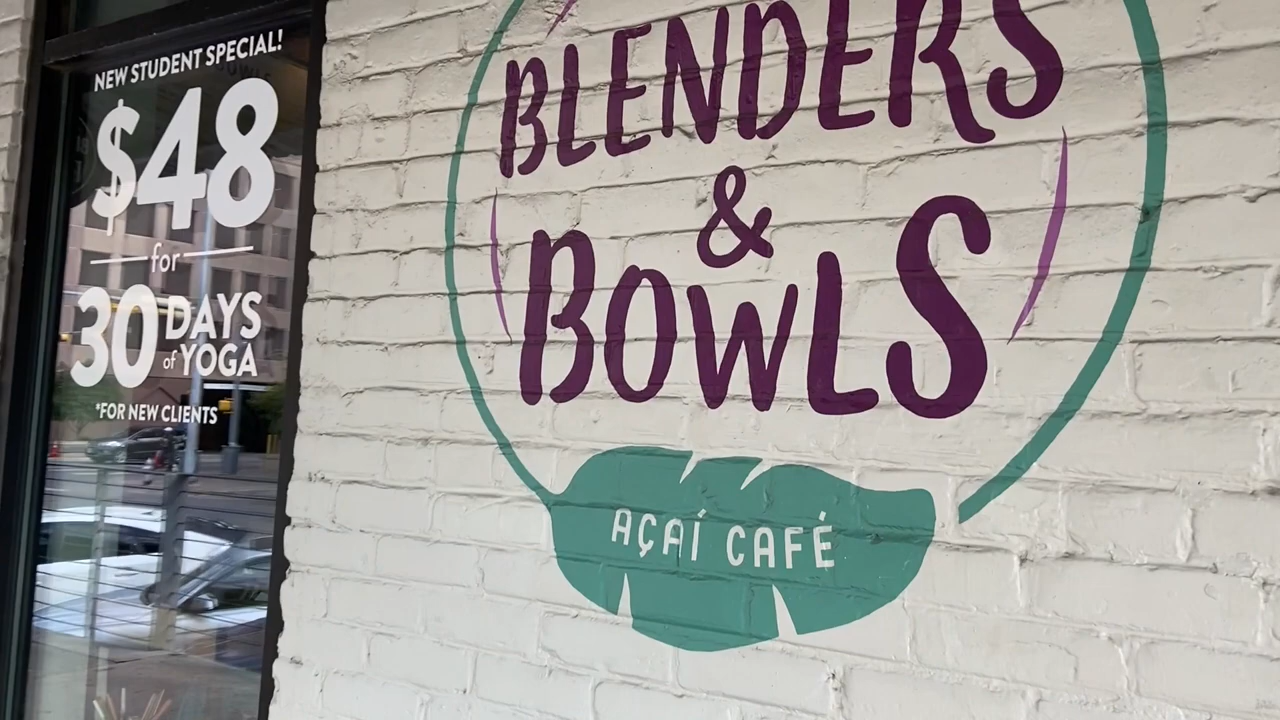 NEW STUDENT SPECIAL!
$48
for
30 DAYS
of YOGA
*FOR NEW CLIENTS
BLENDERS
&
BOWLS
AÇAÍ CAFÉ